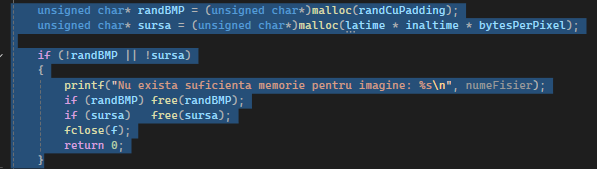 unsigned char* randBMP = (unsigned char*)malloc(randCuPadding);
unsigned char* sursa = (unsigned char*)malloc(latime * inaltime * bytesPerPixel);
if (!randBMP || !sursa)
{
printf("Nu exista suficienta memorie pentru imagine: %s\n", numeFisier);
if (randBMP) free(randBMP);
if (sursa)   free(sursa);
fclose(f);
return 0;
}